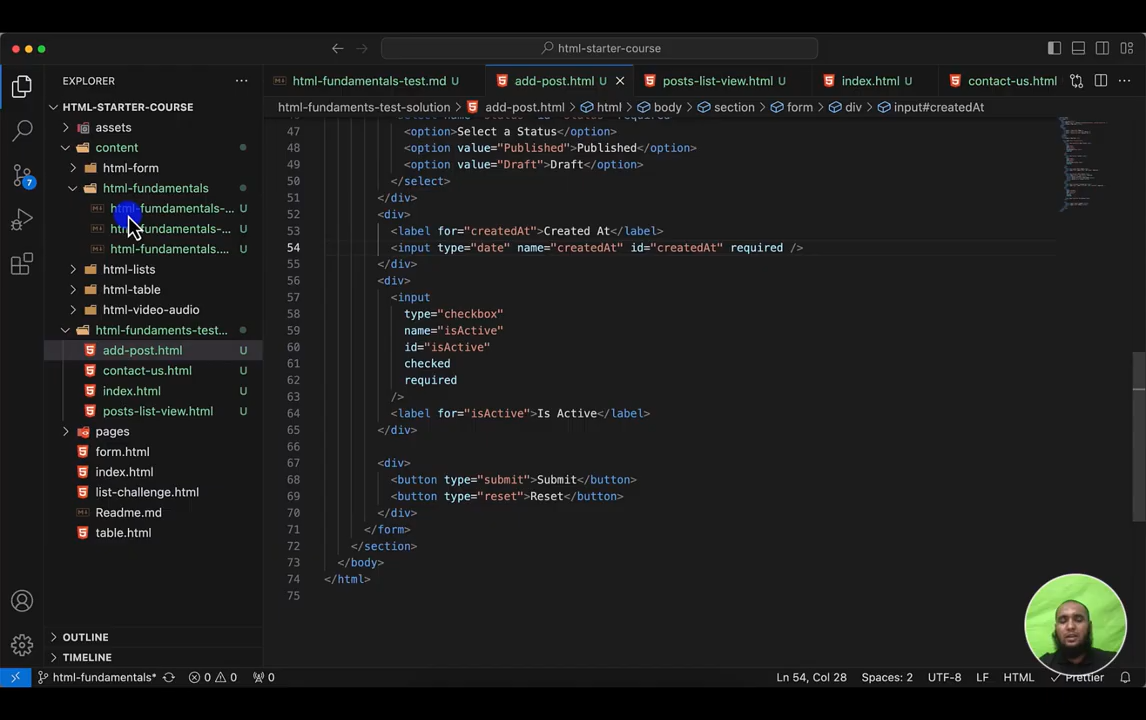 html-starter-course
EXPLORER
HTML-STARTER-COURSE
assets
content
html-form
html-fundamentals
html-fumdamentals-... U
html-fundamentals-... U
html-fundamentals.... U
html-lists
html-table
html-video-audio
html-fundaments-test...
add-post.html U
contact-us.html U
index.html U
posts-list-view.html U
pages
form.html
index.html
list-challenge.html
Readme.md
table.html
OUTLINE
TIMELINE
7
html-fundamentals-test.md U
add-post.html U
posts-list-view.html U
index.html U
contact-us.html
html-fundaments-test-solution > add-post.html > html > body > section > form > div > input#createdAt
47 <option>Select a Status</option>
48 <option value="Published">Published</option>
49 <option value="Draft">Draft</option>
50 </select>
51 </div>
52 <div>
53 <label for="createdAt">Created At</label>
54 <input type="date" name="createdAt" id="createdAt" required />
55 </div>
56 <div>
57 <input
58 type="checkbox"
59 name="isActive"
60 id="isActive"
61 checked
62 required
63 />
64 <label for="isActive">Is Active</label>
65 </div>
66
67 <div>
68 <button type="submit">Submit</button>
69 <button type="reset">Reset</button>
70 </div>
71 </form>
72 </section>
73 </body>
74 </html>
75
html-fundamentals* 0 0 0 Ln 54, Col 28 Spaces: 2 UTF-8 LF HTML Prettier